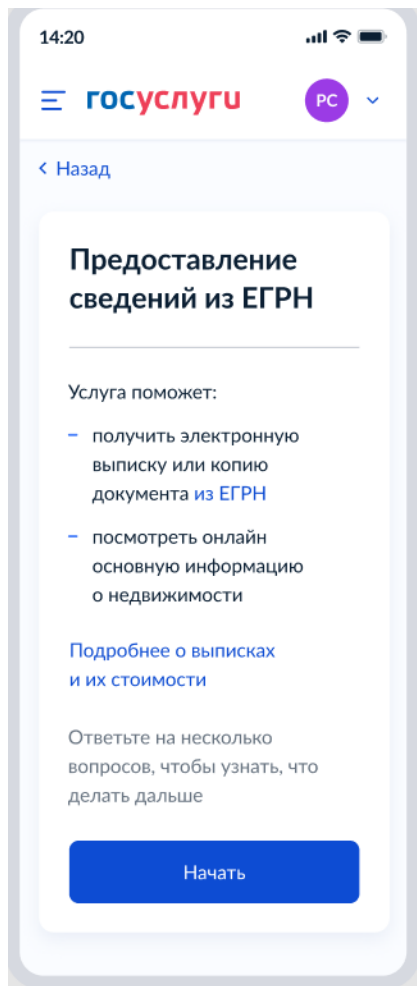 14:20
госуслуги
РС
Назад
Предоставление
сведений из ЕГРН
Услуга поможет:
– получить электронную
выписку или копию
документа из ЕГРН
– посмотреть онлайн
основную информацию
о недвижимости
Подробнее о выписках
и их стоимости
Ответьте на несколько
вопросов, чтобы узнать, что
делать дальше
Начать